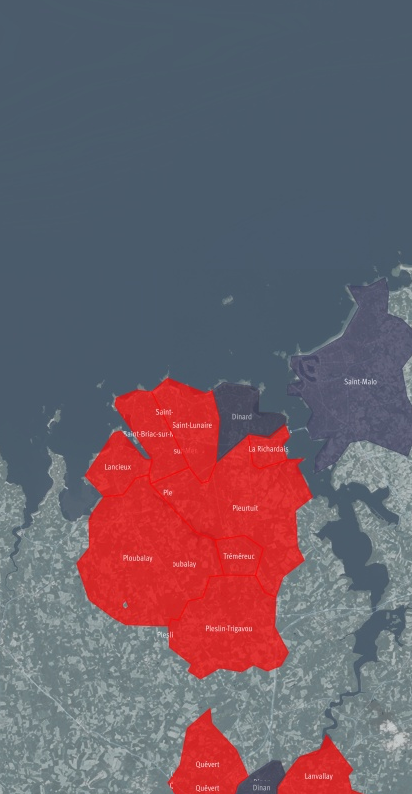 Saint-Malo
Saint-
Dinard
Saint-Lunaire
Saint-Briac-sur-M
La Richardais
sur-Mer
Lancieux
Ple
Pleurtuit
Ploubalay
oubalay
Tréméreuc
Pleslin-Trigavou
Plesli
Quévert
Lanvallay
Dinan
Quévert